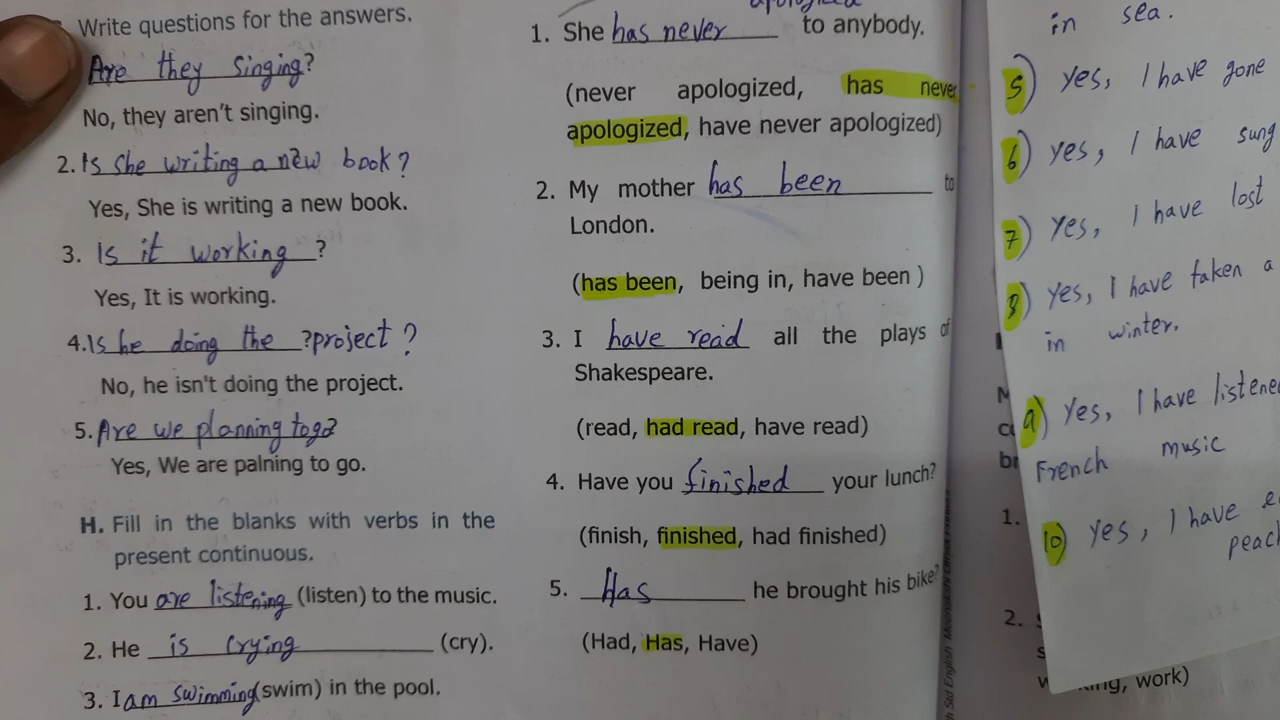 Write questions for the answers.
Are they singing?
No, they aren't singing.
2. Is she writing a new book?
Yes, She is writing a new book.
3. Is it working ?
Yes, It is working.
4. Is he doing the ?project ?
No, he isn't doing the project.
5. Are we planning to go?
Yes, We are palning to go.
H. Fill in the blanks with verbs in the
present continuous.
1. You are listening (listen) to the music.
2. He is crying (cry).
3. I am swimming (swim) in the pool.
apologized
1. She has never to anybody.
(never apologized, has never
apologized, have never apologized)
2. My mother has been to
London.
(has been, being in, have been )
3. I have read all the plays of
Shakespeare.
(read, had read, have read)
4. Have you finished your lunch?
(finish, finished, had finished)
5. Has he brought his bike?
(Had, Has, Have)
in sea.
5) Yes, I have gone
6) Yes, I have sung
7) Yes, I have lost
8) Yes, I have taken a
in winter.
9) Yes, I have listened
French music
10) Yes, I have
1.
2.
work)